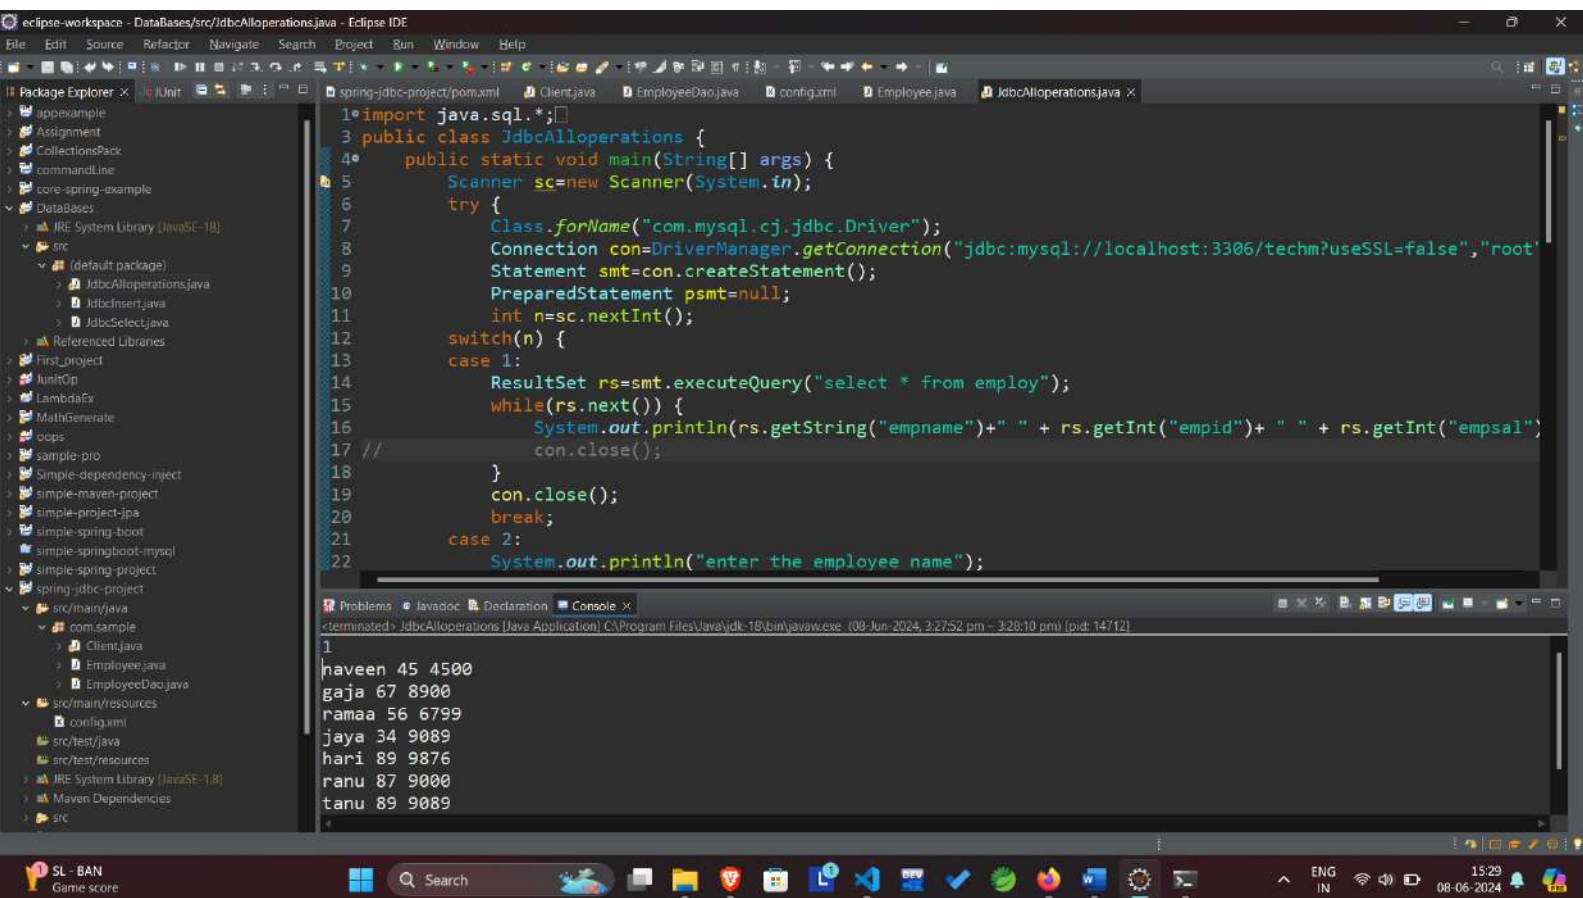 eclipse-workspace - DataBases/src/JdbcAlloperations.java - Eclipse IDE
File Edit Source Refactor Navigate Search Project Run Window Help
Package Explorer JUnit
spring-jdbc-project/pom.xml Client.java EmployeeDao.java config.xml Employee.java JdbcAlloperations.java
appexample
Assignment
CollectionsPack
commandLine
core-spring-example
DataBases
JRE System Library [JavaSE-18]
src
(default package)
JdbcAlloperations.java
JdbcInsert.java
JdbcSelect.java
Referenced Libraries
First_project
JunitOp
LambdaEx
MathGenerate
oops
sample-pro
Simple-dependency-inject
simple-maven-project
simple-project-jpa
simple-spring-boot
simple-springboot-mysql
simple-spring-project
spring-jdbc-project
src/main/java
com.sample
Client.java
Employee.java
EmployeeDao.java
src/main/resources
config.xml
src/test/java
src/test/resources
JRE System Library [JavaSE-1.8]
Maven Dependencies
src
1 import java.sql.*;
3 public class JdbcAlloperations {
4 public static void main(String[] args) {
5 Scanner sc=new Scanner(System.in);
6 try {
7 Class.forName("com.mysql.cj.jdbc.Driver");
8 Connection con=DriverManager.getConnection("jdbc:mysql://localhost:3306/techm?useSSL=false","root"
9 Statement smt=con.createStatement();
10 PreparedStatement psmt=null;
11 int n=sc.nextInt();
12 switch(n) {
13 case 1:
14 ResultSet rs=smt.executeQuery("select * from employ");
15 while(rs.next()) {
16 System.out.println(rs.getString("empname")+" " + rs.getInt("empid")+ " " + rs.getInt("empsal")
17 // con.close();
18 }
19 con.close();
20 break;
21 case 2:
22 System.out.println("enter the employee name");
Problems Javadoc Declaration Console
<terminated> JdbcAlloperations [Java Application] C:\Program Files\Java\jdk-18\bin\javaw.exe (08-Jun-2024, 3:27:52 pm – 3:28:10 pm) [pid: 14712]
1
naveen 45 4500
gaja 67 8900
ramaa 56 6799
jaya 34 9089
hari 89 9876
ranu 87 9000
tanu 89 9089
1 SL - BAN
Game score
Search
1
DEV
ENG
IN
15:29
08-06-2024
PRE